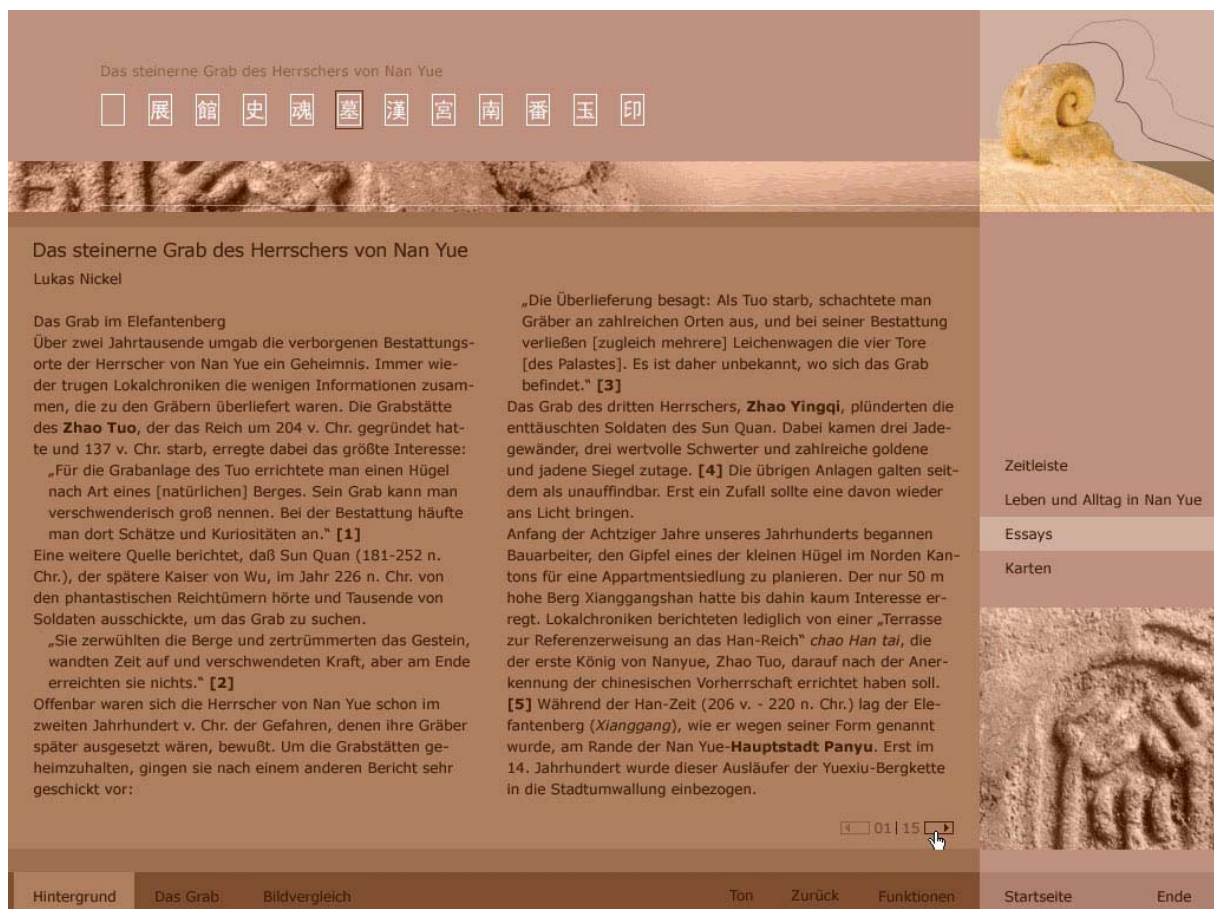 Das steinerne Grab des Herrschers von Nan Yue
展 館 史 魂 墓 漢 宮 南 番 玉 印
Das steinerne Grab des Herrschers von Nan Yue
Lukas Nickel
Das Grab im Elefantenberg
Über zwei Jahrtausende umgab die verborgenen Bestattungs-
orte der Herrscher von Nan Yue ein Geheimnis. Immer wie-
der trugen Lokalchroniken die wenigen Informationen zusam-
men, die zu den Gräbern überliefert waren. Die Grabstätte
des Zhao Tuo, der das Reich um 204 v. Chr. gegründet hat-
te und 137 v. Chr. starb, erregte dabei das größte Interesse:
„Für die Grabanlage des Tuo errichtete man einen Hügel
nach Art eines [natürlichen] Berges. Sein Grab kann man
verschwenderisch groß nennen. Bei der Bestattung häufte
man dort Schätze und Kuriositäten an.“ [1]
Eine weitere Quelle berichtet, daß Sun Quan (181-252 n.
Chr.), der spätere Kaiser von Wu, im Jahr 226 n. Chr. von
den phantastischen Reichtümern hörte und Tausende von
Soldaten ausschickte, um das Grab zu suchen.
„Sie zerwühlten die Berge und zertrümmerten das Gestein,
wandten Zeit auf und verschwendeten Kraft, aber am Ende
erreichten sie nichts.“ [2]
Offenbar waren sich die Herrscher von Nan Yue schon im
zweiten Jahrhundert v. Chr. der Gefahren, denen ihre Gräber
später ausgesetzt wären, bewußt. Um die Grabstätten ge-
heimzuhalten, gingen sie nach einem anderen Bericht sehr
geschickt vor:
„Die Überlieferung besagt: Als Tuo starb, schachtete man
Gräber an zahlreichen Orten aus, und bei seiner Bestattung
verließen [zugleich mehrere] Leichenwagen die vier Tore
[des Palastes]. Es ist daher unbekannt, wo sich das Grab
befindet.“ [3]
Das Grab des dritten Herrschers, Zhao Yingqi, plünderten die
enttäuschten Soldaten des Sun Quan. Dabei kamen drei Jade-
gewänder, drei wertvolle Schwerter und zahlreiche goldene
und jadene Siegel zutage. [4] Die übrigen Anlagen galten seit-
dem als unauffindbar. Erst ein Zufall sollte eine davon wieder
ans Licht bringen.
Anfang der Achtziger Jahre unseres Jahrhunderts begannen
Bauarbeiter, den Gipfel eines der kleinen Hügel im Norden Kan-
tons für eine Appartmentsiedlung zu planieren. Der nur 50 m
hohe Berg Xianggangshan hatte bis dahin kaum Interesse er-
regt. Lokalchroniken berichteten lediglich von einer „Terrasse
zur Referenzerweisung an das Han-Reich“ chao Han tai, die
der erste König von Nanyue, Zhao Tuo, darauf nach der Aner-
kennung der chinesischen Vorherrschaft errichtet haben soll.
[5] Während der Han-Zeit (206 v. - 220 n. Chr.) lag der Ele-
fantenberg (Xianggang), wie er wegen seiner Form genannt
wurde, am Rande der Nan Yue-Hauptstadt Panyu. Erst im
14. Jahrhundert wurde dieser Ausläufer der Yuexiu-Bergkette
in die Stadtumwallung einbezogen.
01 | 15
Zeitleiste
Leben und Alltag in Nan Yue
Essays
Karten
Hintergrund Das Grab Bildvergleich Ton Zurück Funktionen Startseite Ende